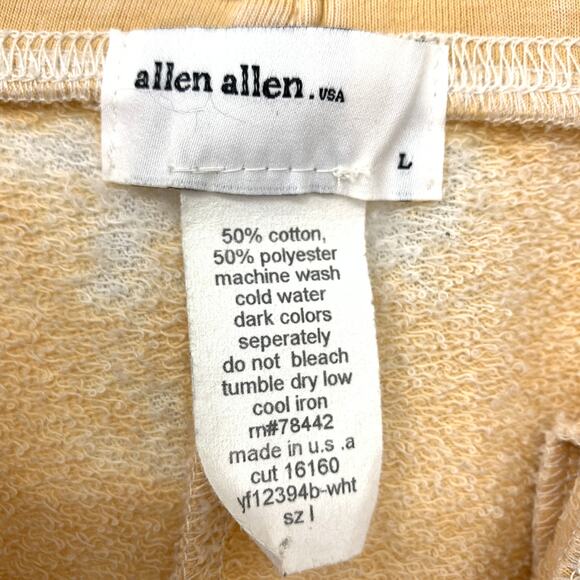 allen allen.USA
L
50% cotton,
50% polyester
machine wash
cold water
dark colors
seperately
do not bleach
tumble dry low
cool iron
rn#78442
made in u.s .a
cut 16160
yf12394b-wht
sz l